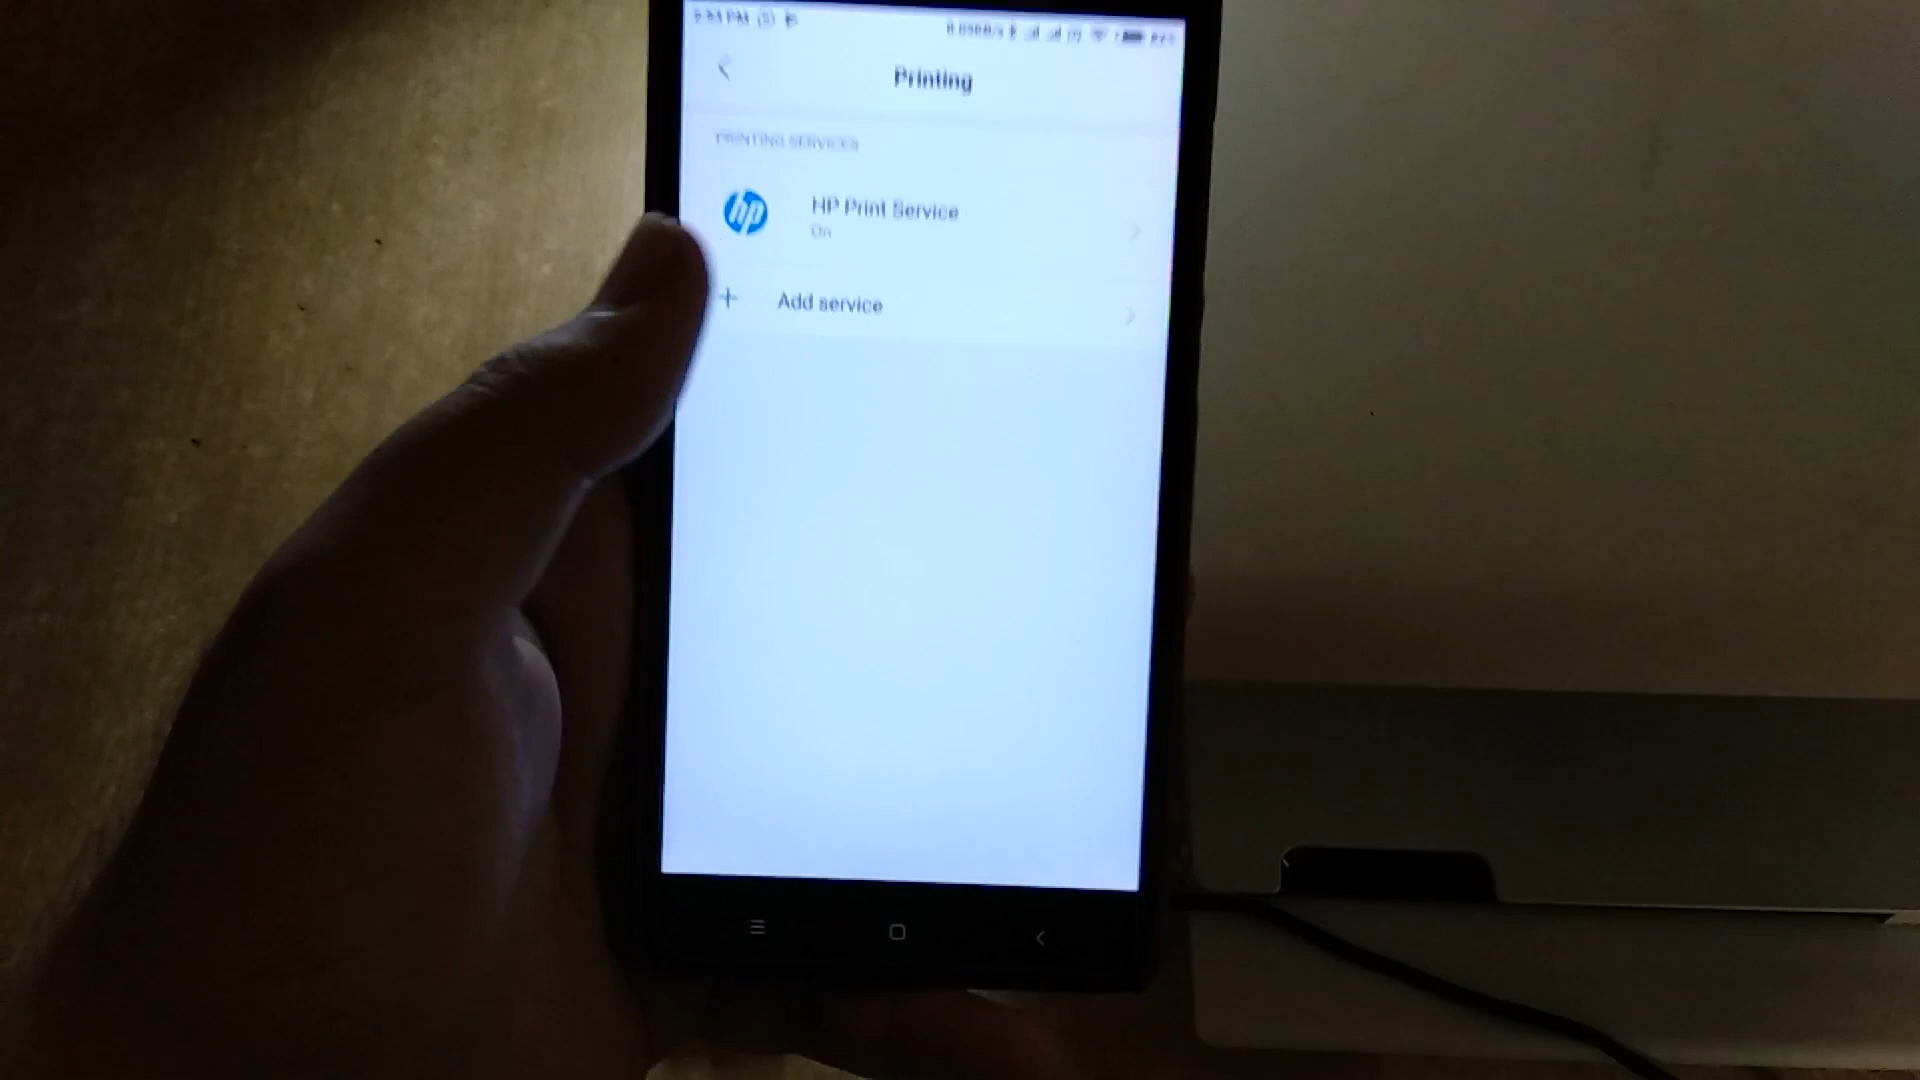 Printing
PRINTING SERVICES
hp
HP Print Service
On
+ Add service